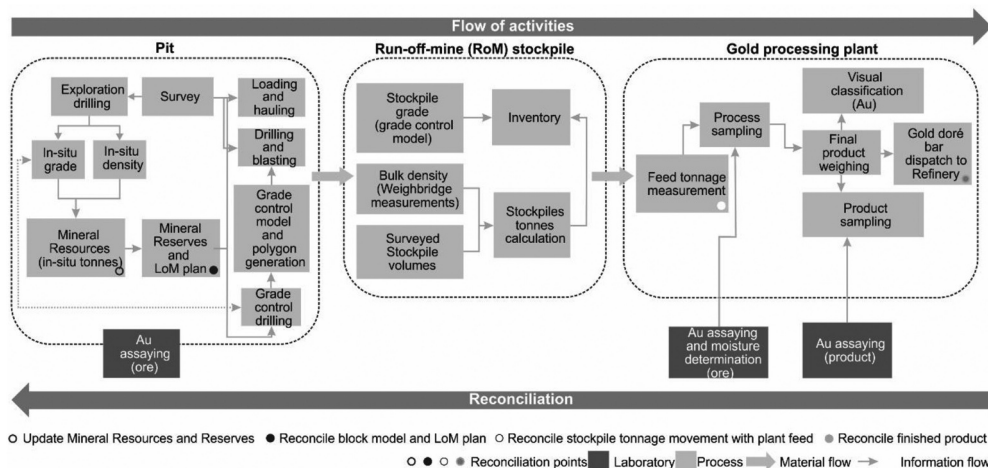 Flow of activities
Pit
Run-off-mine (RoM) stockpile
Gold processing plant
Exploration drilling
Survey
Loading and hauling
In-situ grade
In-situ density
Drilling and blasting
Mineral Resources (in-situ tonnes)
Mineral Reserves and LoM plan
Grade control model and polygon generation
Grade control drilling
Au assaying (ore)
Stockpile grade (grade control model)
Inventory
Bulk density (Weighbridge measurements)
Surveyed Stockpile volumes
Stockpiles tonnes calculation
Visual classification (Au)
Process sampling
Feed tonnage measurement
Final product weighing
Gold doré bar dispatch to Refinery
Product sampling
Au assaying and moisture determination (ore)
Au assaying (product)
Reconciliation
Update Mineral Resources and Reserves
Reconcile block model and LoM plan
Reconcile stockpile tonnage movement with plant feed
Reconcile finished product
Reconciliation points
Laboratory
Process
Material flow
Information flow